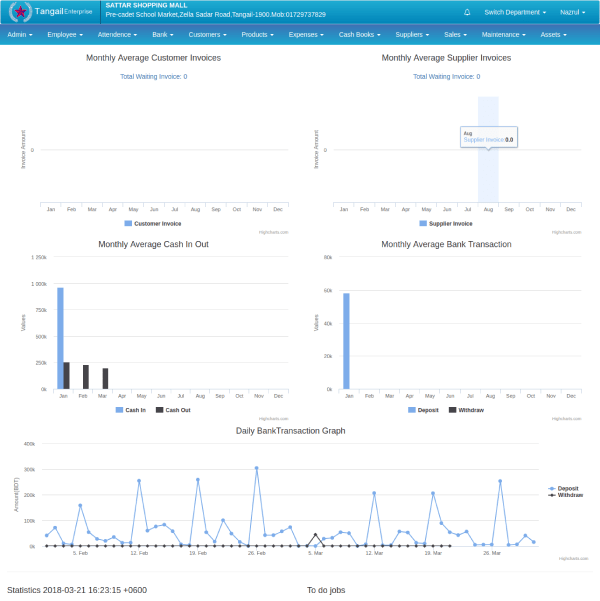 Tangail Enterprise
SATTAR SHOPPING MALL
Pre-cadet School Market,Zella Sadar Road,Tangail-1900.Mob:01729737829
Switch Department Nazrul
Admin Employee Attendence Bank Customers Products Expenses Cash Books Suppliers Sales Maintenance Assets
Monthly Average Customer Invoices
Total Waiting Invoice: 0
Invoice Amount
0
Jan Feb Mar Apr May Jun Jul Aug Sep Oct Nov Dec
Customer Invoice
Highcharts.com
Monthly Average Supplier Invoices
Total Waiting Invoice: 0
Invoice Amount
0
Aug
Supplier Invoice: 0.0
Jan Feb Mar Apr May Jun Jul Aug Sep Oct Nov Dec
Supplier Invoice
Highcharts.com
Monthly Average Cash In Out
Values
1 250k
1 000k
750k
500k
250k
0k
Jan Feb Mar Apr May Jun Jul Aug Sep Oct Nov Dec
Cash In Cash Out
Highcharts.com
Monthly Average Bank Transaction
Values
80k
60k
40k
20k
0k
Jan Feb Mar Apr May Jun Jul Aug Sep Oct Nov Dec
Deposit Withdraw
Highcharts.com
Daily BankTransaction Graph
Amount(BDT)
400k
300k
200k
100k
0k
5. Feb 12. Feb 19. Feb 26. Feb 5. Mar 12. Mar 19. Mar 26. Mar
Deposit
Withdraw
Highcharts.com
Statistics 2018-03-21 16:23:15 +0600
To do jobs